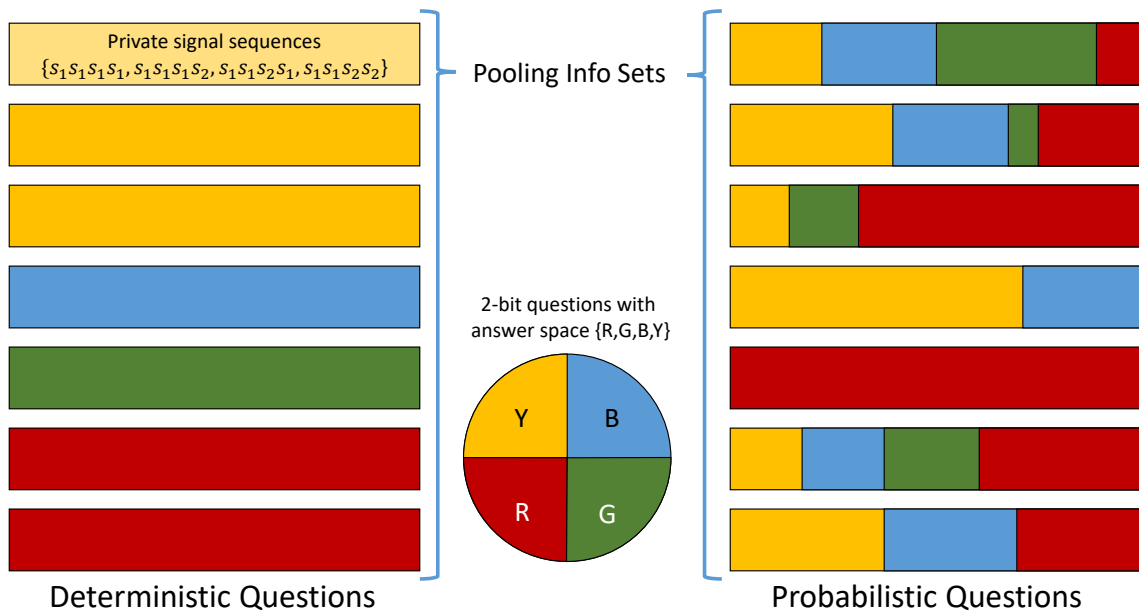 Private signal sequences
{s₁s₁s₁s₁, s₁s₁s₁s₂, s₁s₁s₂s₁, s₁s₁s₂s₂}
Pooling Info Sets
2-bit questions with
answer space {R,G,B,Y}
Y B
R G
Deterministic Questions
Probabilistic Questions